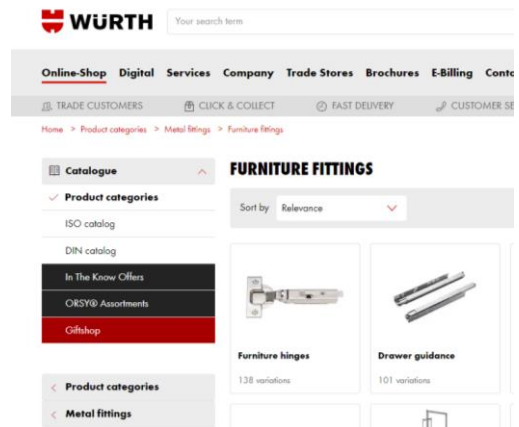 WÜRTH
Your search term
Online-Shop Digital Services Company Trade Stores Brochures E-Billing Conta
TRADE CUSTOMERS CLICK & COLLECT FAST DELIVERY CUSTOMER SE
Home > Product categories > Metal fittings > Furniture fittings
Catalogue
Product categories
ISO catalog
DIN catalog
In The Know Offers
ORSY® Assortments
Giftshop
< Product categories
< Metal fittings
FURNITURE FITTINGS
Sort by Relevance
Furniture hinges
138 variations
Drawer guidance
101 variations